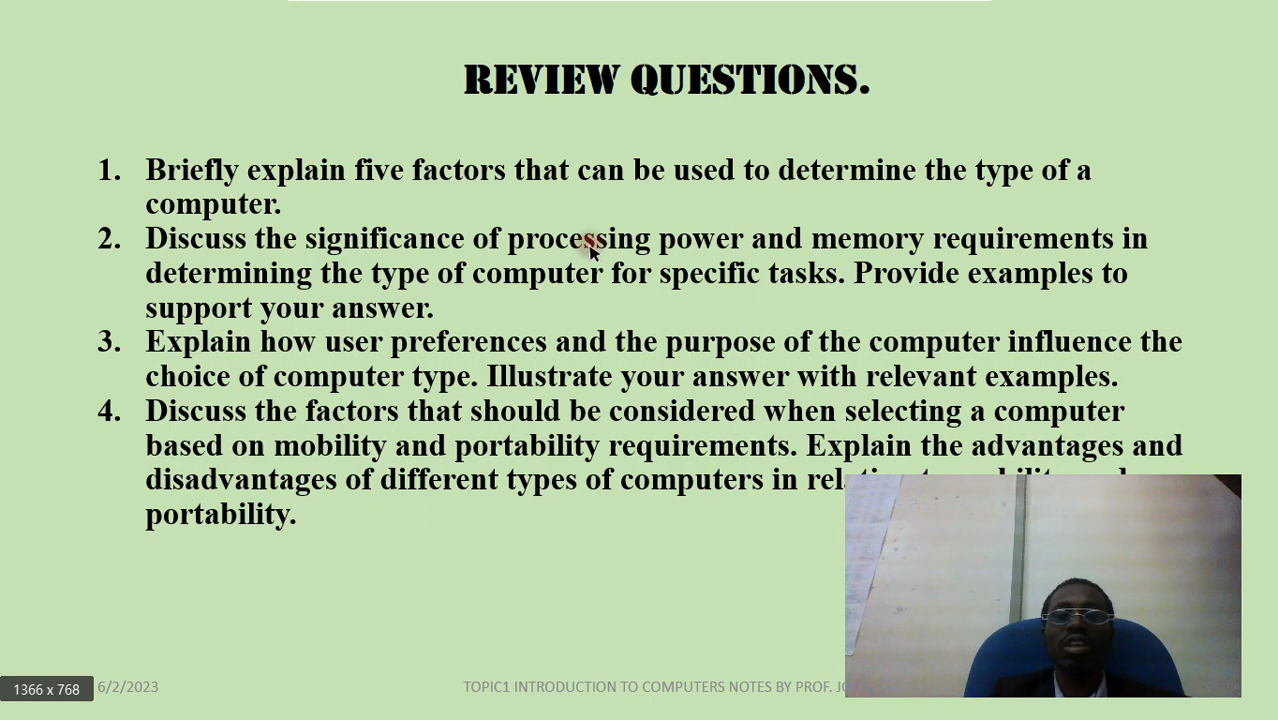 REVIEW QUESTIONS.
1. Briefly explain five factors that can be used to determine the type of a
computer.
2. Discuss the significance of processing power and memory requirements in
determining the type of computer for specific tasks. Provide examples to
support your answer.
3. Explain how user preferences and the purpose of the computer influence the
choice of computer type. Illustrate your answer with relevant examples.
4. Discuss the factors that should be considered when selecting a computer
based on mobility and portability requirements. Explain the advantages and
disadvantages of different types of computers in
portability.
1366 x 768
6/2/2023
TOPIC1 INTRODUCTION TO COMPUTERS NOTES BY PROF.